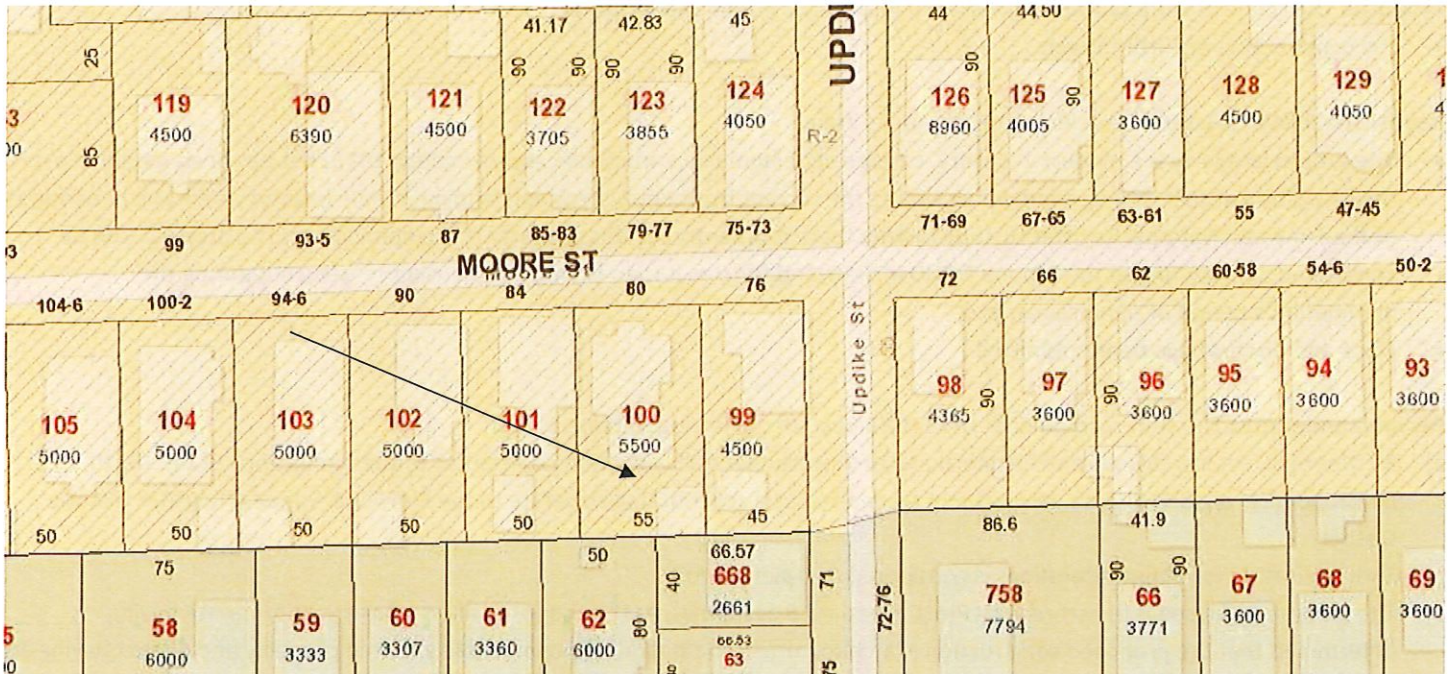 41.17 42.83 45 UPDI 44 44.50
25 90 90 90 90 90
119 120 121 122 123 124 126 125 90 127 128 129
4500 6390 4500 3705 3855 4050 R-2 8960 4005 3600 4500 4050
85
99 93-5 87 85-83 79-77 75-73 71-69 67-65 63-61 55 47-45
MOORE ST
104-6 100-2 94-6 90 84 80 76 72 66 62 60-58 54-6 50-2
Updike St
105 104 103 102 101 100 99 98 90 97 90 96 95 94 93
5000 5000 5000 5000 5000 5500 4500 4365 3600 3600 3600 3600 3600
50 50 50 50 50 55 45 86.6 41.9
75 50 66.57
40 668 71 90 90
58 59 60 61 62 80 2661 72-76 758 66 67 68 69
6000 3333 3307 3360 6000 7794 3771 3600 3600 3600
66.53
63 75